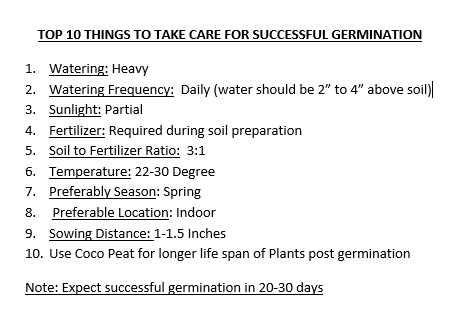 TOP 10 THINGS TO TAKE CARE FOR SUCCESSFUL GERMINATION
1. Watering: Heavy
2. Watering Frequency: Daily (water should be 2” to 4” above soil)
3. Sunlight: Partial
4. Fertilizer: Required during soil preparation
5. Soil to Fertilizer Ratio: 3:1
6. Temperature: 22-30 Degree
7. Preferably Season: Spring
8. Preferable Location: Indoor
9. Sowing Distance: 1-1.5 Inches
10. Use Coco Peat for longer life span of Plants post germination
Note: Expect successful germination in 20-30 days